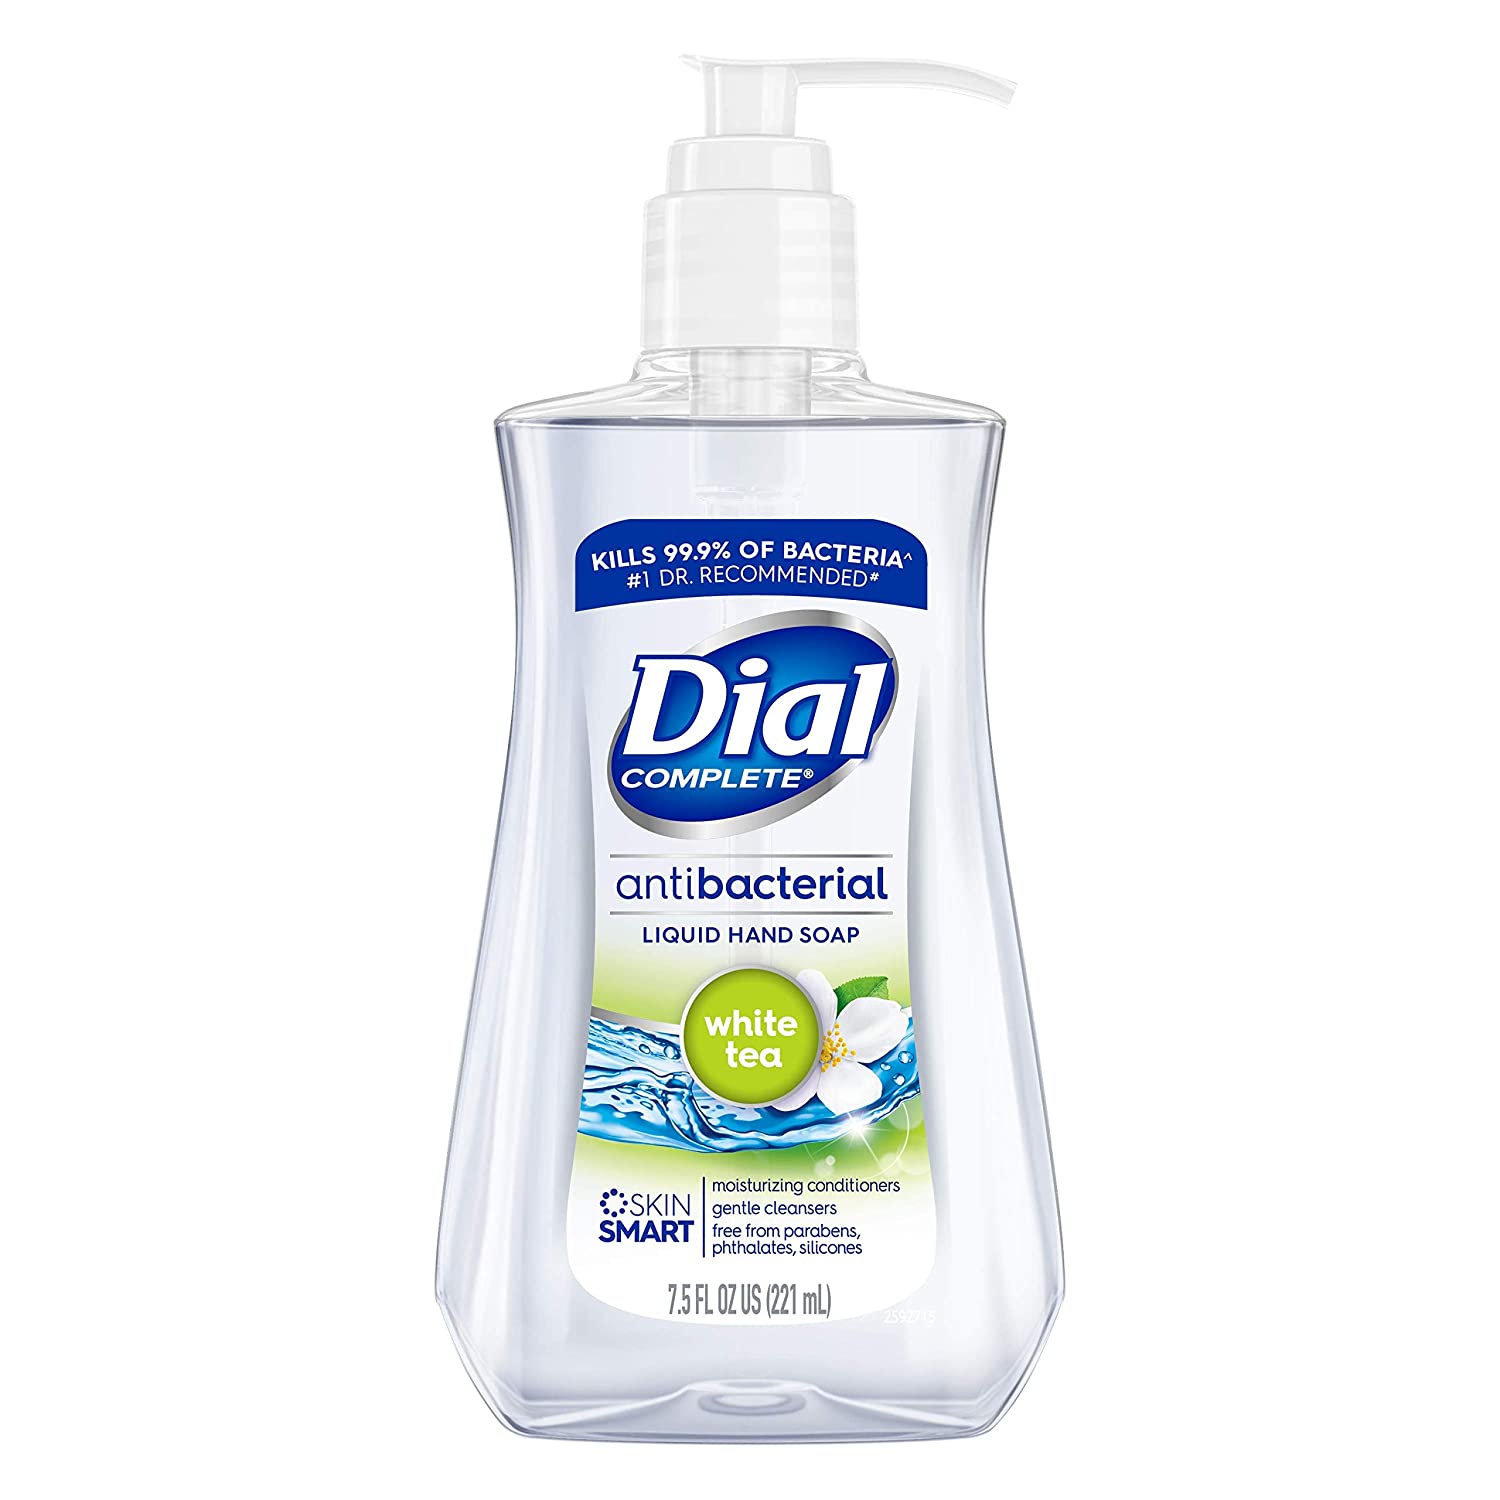 KILLS 99.9% OF BACTERIA^
#1 DR. RECOMMENDED#
Dial
COMPLETE®
antibacterial
LIQUID HAND SOAP
white
tea
SKIN
SMART
moisturizing conditioners
gentle cleansers
free from parabens,
phthalates, silicones
7.5 FL OZ US (221 mL)
2592715